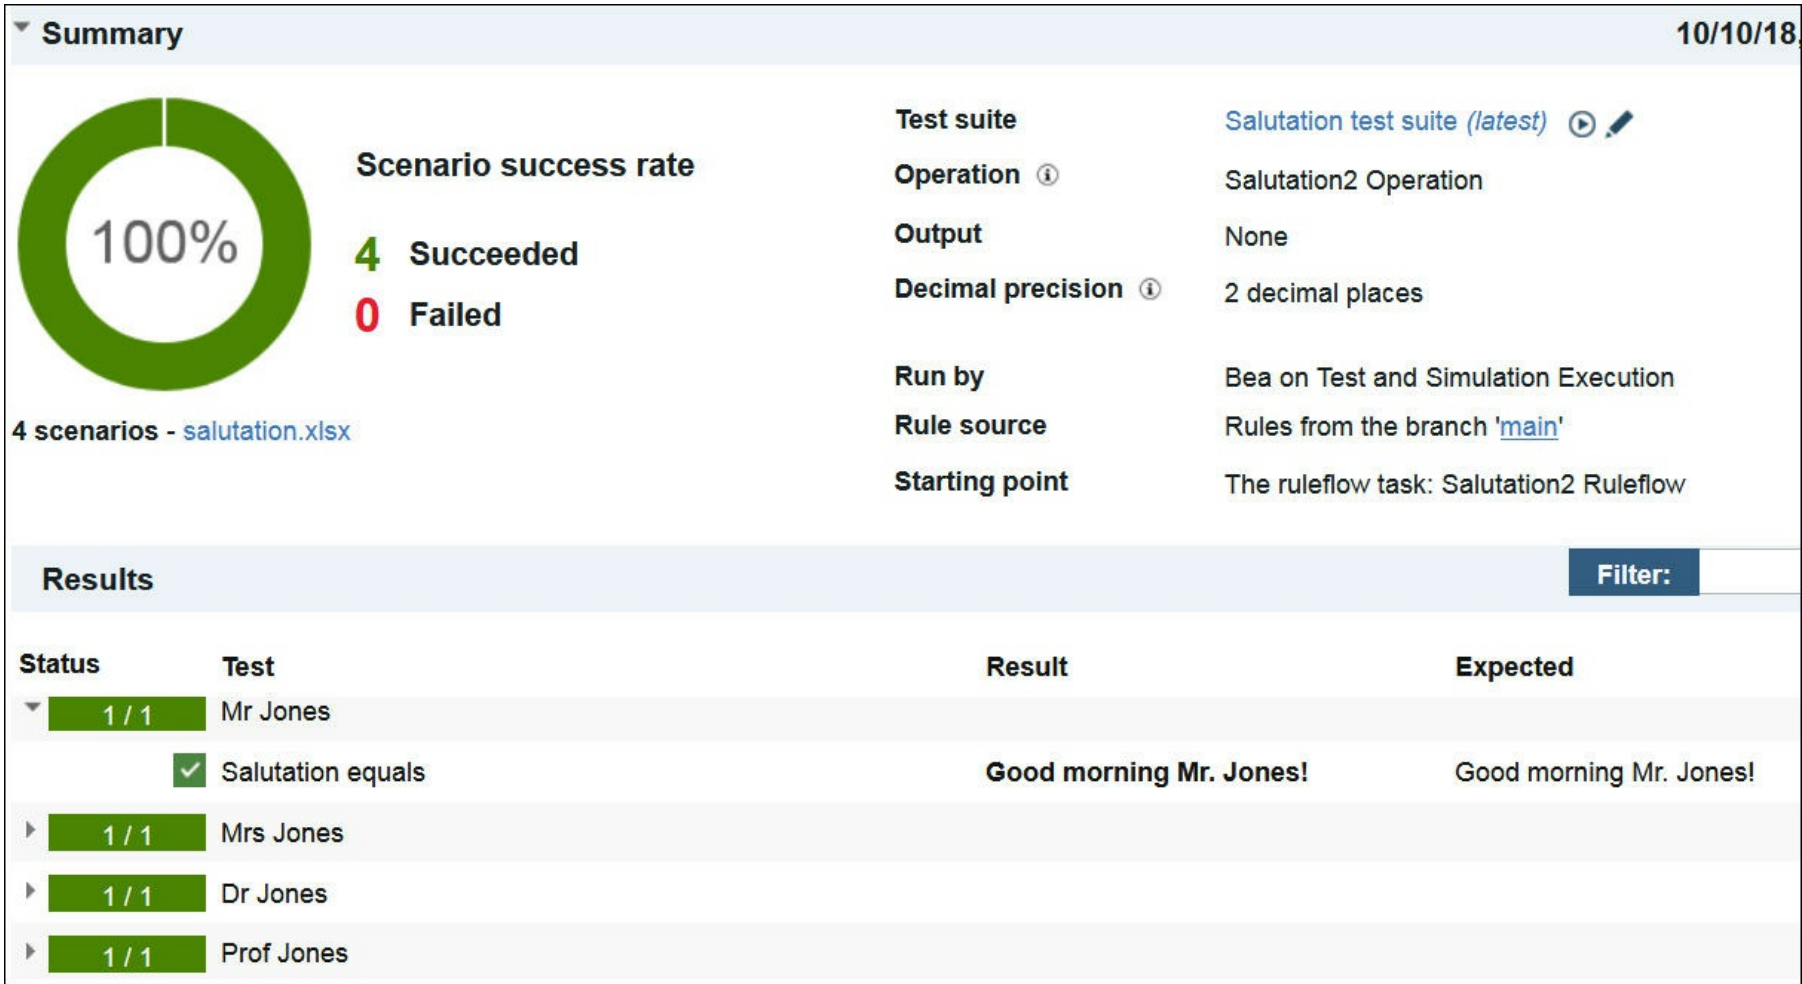 Summary 10/10/18,
100%
Scenario success rate
4 Succeeded
0 Failed
4 scenarios - salutation.xlsx
Test suite Salutation test suite (latest)
Operation Salutation2 Operation
Output None
Decimal precision 2 decimal places
Run by Bea on Test and Simulation Execution
Rule source Rules from the branch 'main'
Starting point The ruleflow task: Salutation2 Ruleflow
Results Filter:
Status Test Result Expected
1 / 1 Mr Jones
Salutation equals Good morning Mr. Jones! Good morning Mr. Jones!
1 / 1 Mrs Jones
1 / 1 Dr Jones
1 / 1 Prof Jones